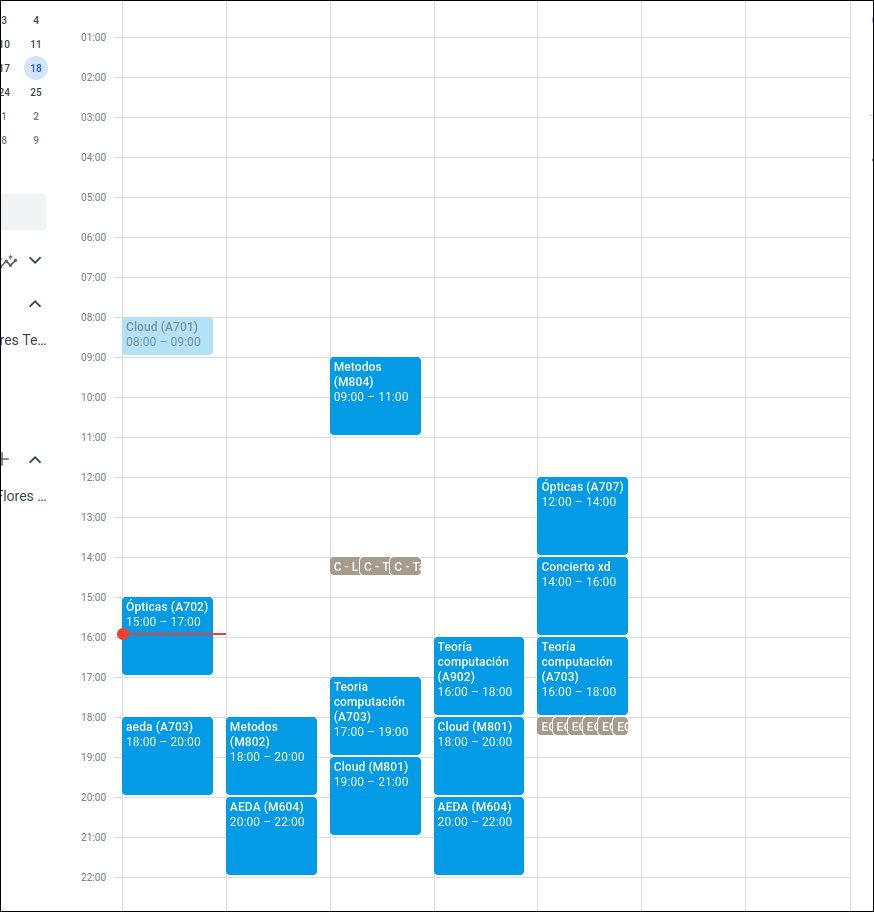 3 4
10 11
17 18
24 25
1 2
8 9
res Te...
Flores ...
01:00
02:00
03:00
04:00
05:00
06:00
07:00
08:00
09:00
10:00
11:00
12:00
13:00
14:00
15:00
16:00
17:00
18:00
19:00
20:00
21:00
22:00
Cloud (A701)
08:00 – 09:00
Ópticas (A702)
15:00 – 17:00
aeda (A703)
18:00 – 20:00
Metodos
(M802)
18:00 – 20:00
AEDA (M604)
20:00 – 22:00
Metodos
(M804)
09:00 – 11:00
C - L C - T C - Ta
Teoria
computación
(A703)
17:00 – 19:00
Cloud (M801)
19:00 – 21:00
Teoría
computación
(A902)
16:00 – 18:00
Cloud (M801)
18:00 – 20:00
AEDA (M604)
20:00 – 22:00
Ópticas (A707)
12:00 – 14:00
Concierto xd
14:00 – 16:00
Teoría
computación
(A703)
16:00 – 18:00